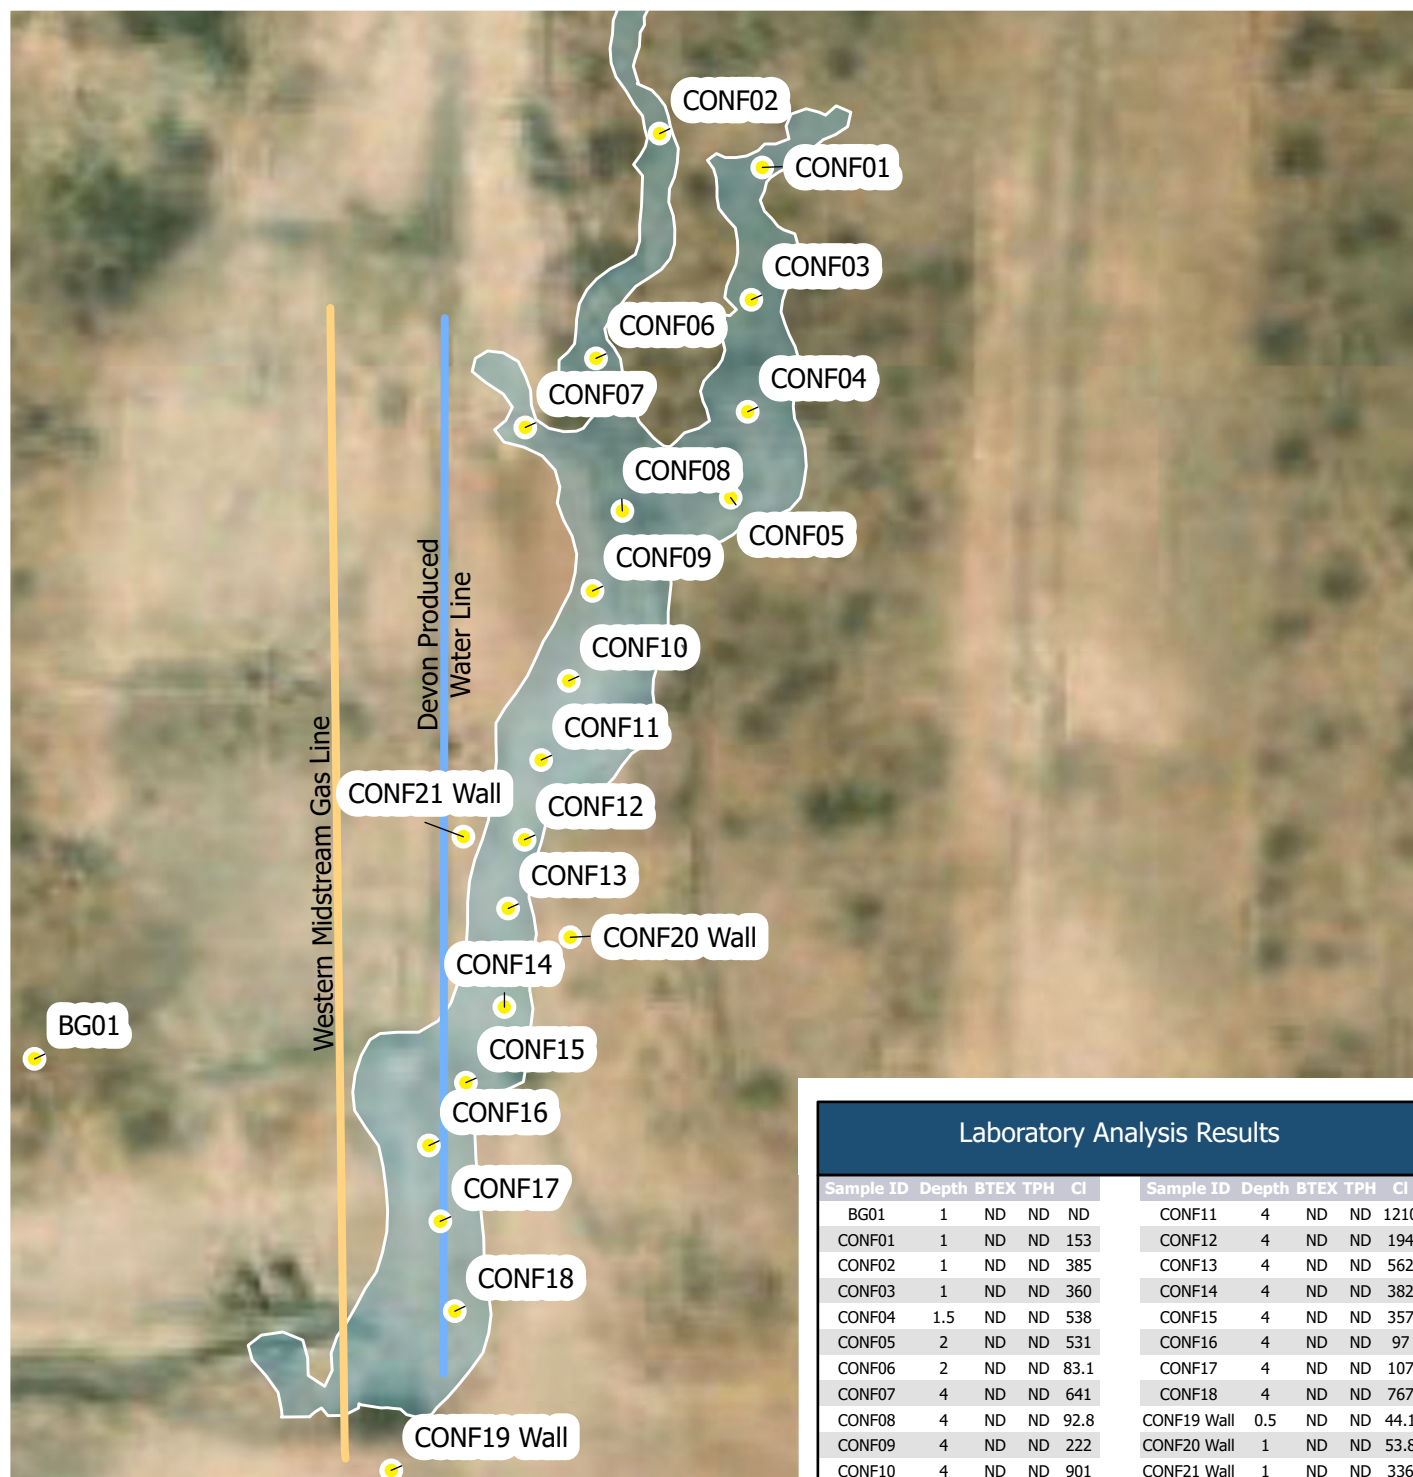 CONF02
CONF01
CONF03
CONF06
CONF04
CONF07
CONF08
CONF05
CONF09
Devon Produced
Water Line
CONF10
CONF11
Western Midstream Gas Line
CONF21 Wall
CONF12
CONF13
CONF20 Wall
CONF14
BG01
CONF15
CONF16
CONF17
CONF18
CONF19 Wall
Laboratory Analysis Results
Sample ID Depth BTEX TPH Cl Sample ID Depth BTEX TPH Cl
BG01 1 ND ND ND CONF11 4 ND ND 1210
CONF01 1 ND ND 153 CONF12 4 ND ND 194
CONF02 1 ND ND 385 CONF13 4 ND ND 562
CONF03 1 ND ND 360 CONF14 4 ND ND 382
CONF04 1.5 ND ND 538 CONF15 4 ND ND 357
CONF05 2 ND ND 531 CONF16 4 ND ND 97
CONF06 2 ND ND 83.1 CONF17 4 ND ND 107
CONF07 4 ND ND 641 CONF18 4 ND ND 767
CONF08 4 ND ND 92.8 CONF19 Wall 0.5 ND ND 44.1
CONF09 4 ND ND 222 CONF20 Wall 1 ND ND 53.8
CONF10 4 ND ND 901 CONF21 Wall 1 ND ND 336